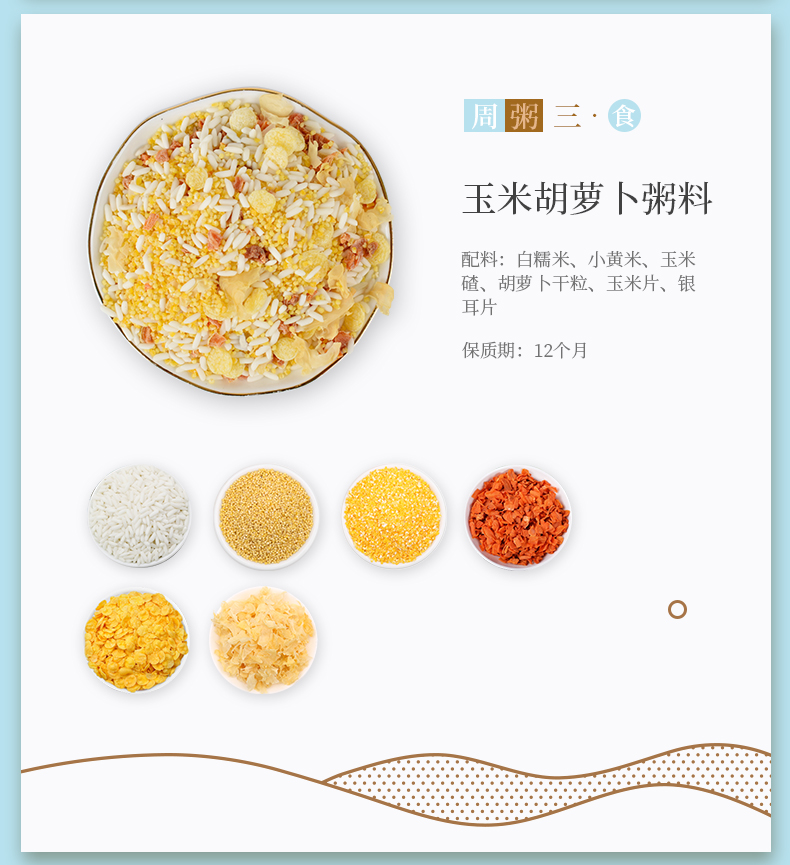 周粥三·食
玉米胡萝卜粥料
配料：白糯米、小黄米、玉米
碴、胡萝卜干粒、玉米片、银
耳片
保质期：12个月